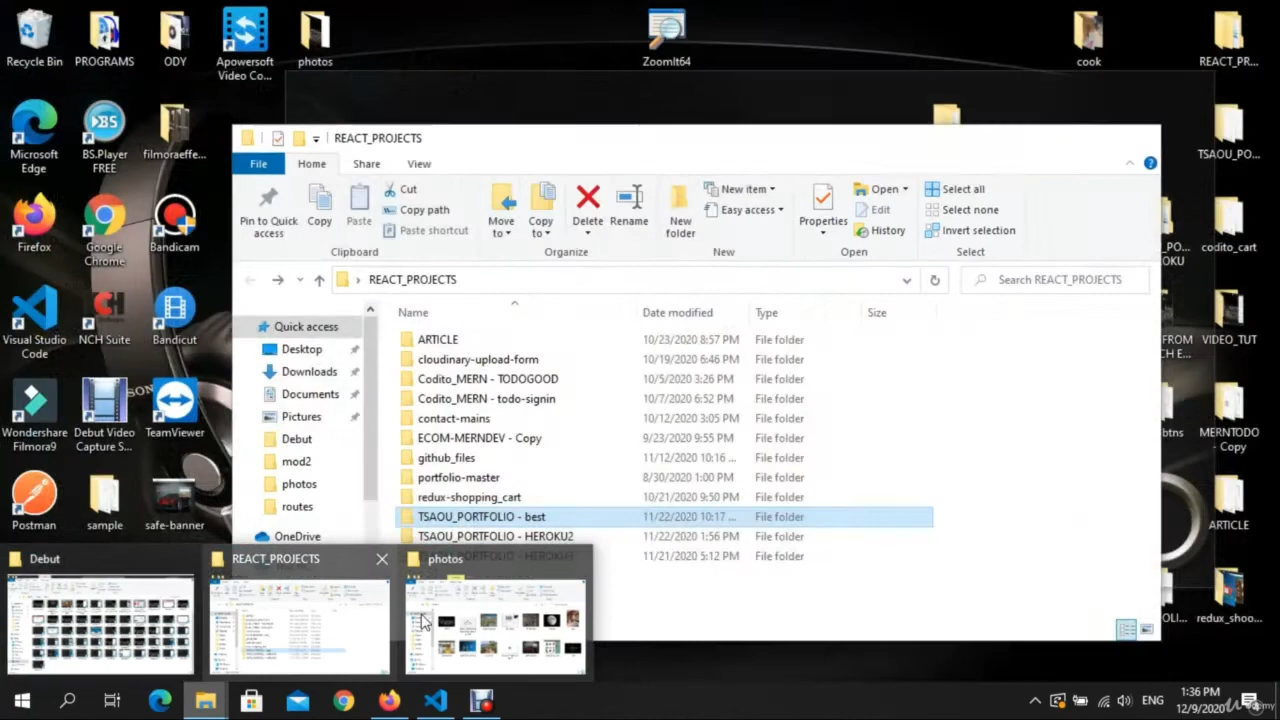 Recycle Bin
PROGRAMS
ODY
Apowersoft
Video Co...
photos
ZoomIt64
cook
REACT_PR...
Microsoft
Edge
BS.Player
FREE
filmoraeffe...
TSAOU_PO...
Firefox
Google
Chrome
Bandicam
codito_cart
Visual Studio
Code
NCH Suite
Bandicut
VIDEO_TUT
Wondershare
Filmora9
Debut Video
Capture S...
TeamViewer
MERNTODO
- Copy
Postman
sample
safe-banner
ARTICLE
redux_shoo...
REACT_PROJECTS
File
Home
Share
View
Pin to Quick
access
Copy
Paste
Cut
Copy path
Paste shortcut
Clipboard
Move
to
Copy
to
Delete
Rename
Organize
New
folder
New item
Easy access
New
Properties
Open
Edit
History
Open
Select all
Select none
Invert selection
Select
REACT_PROJECTS
Search REACT_PROJECTS
Name Date modified Type Size
Quick access
Desktop
Downloads
Documents
Pictures
Debut
mod2
photos
routes
OneDrive
ARTICLE 10/23/2020 8:57 PM File folder
cloudinary-upload-form 10/19/2020 6:46 PM File folder
Codito_MERN - TODOGOOD 10/5/2020 3:26 PM File folder
Codito_MERN - todo-signin 10/7/2020 6:52 PM File folder
contact-mains 10/12/2020 3:05 PM File folder
ECOM-MERNDEV - Copy 9/23/2020 9:55 PM File folder
github_files 11/12/2020 10:16 ... File folder
portfolio-master 8/30/2020 1:00 PM File folder
redux-shopping_cart 10/21/2020 9:50 PM File folder
TSAOU_PORTFOLIO - best 11/22/2020 10:17 ... File folder
TSAOU_PORTFOLIO - HEROKU2 11/22/2020 1:56 PM File folder
11/21/2020 5:12 PM File folder
Debut
REACT_PROJECTS
photos
ENG
1:36 PM
12/9/2020